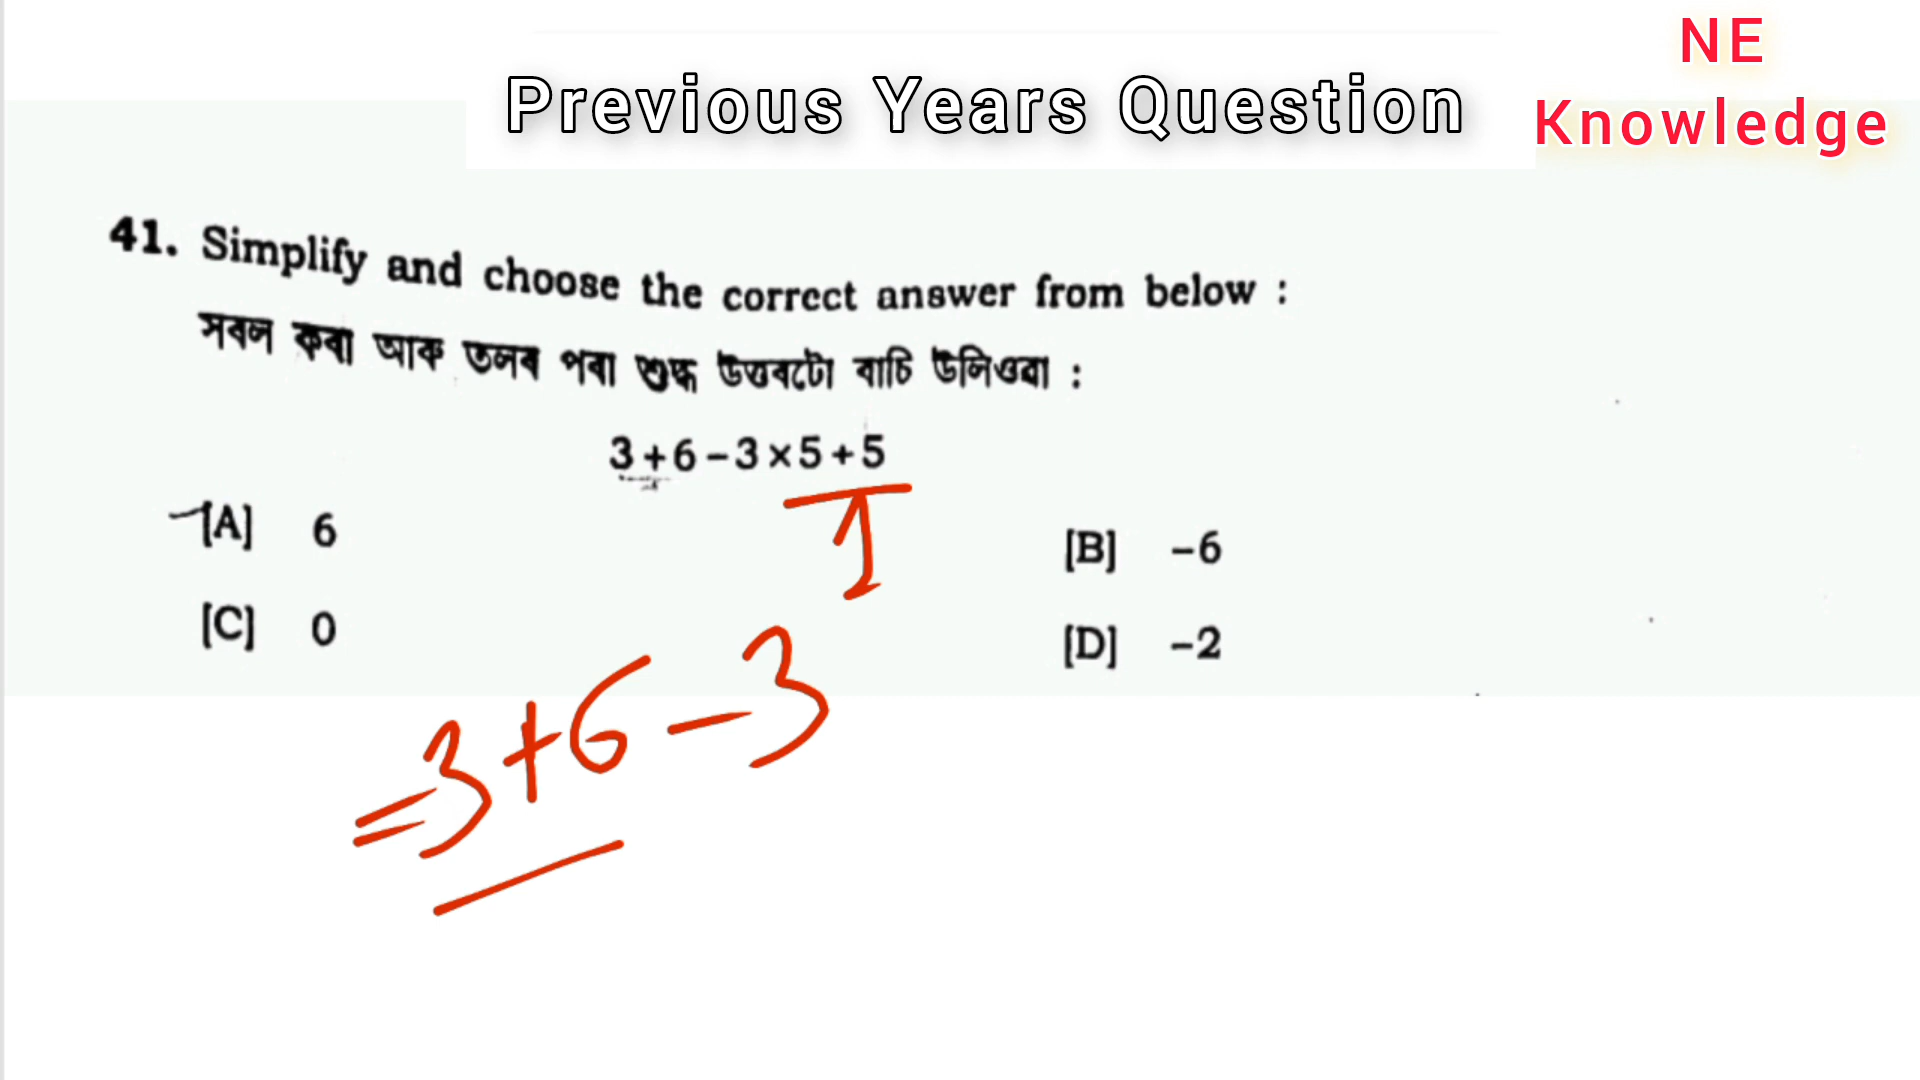 NE
Knowledge
Previous Years Question
41. Simplify and choose the correct answer from below :
সৰল কৰা আৰু তলৰ পৰা শুদ্ধ উত্তৰটো বাচি উলিওৱা :
3+6-3×5+5
[A] 6
[B] -6
[C] 0
[D] -2
1
=3+6-3